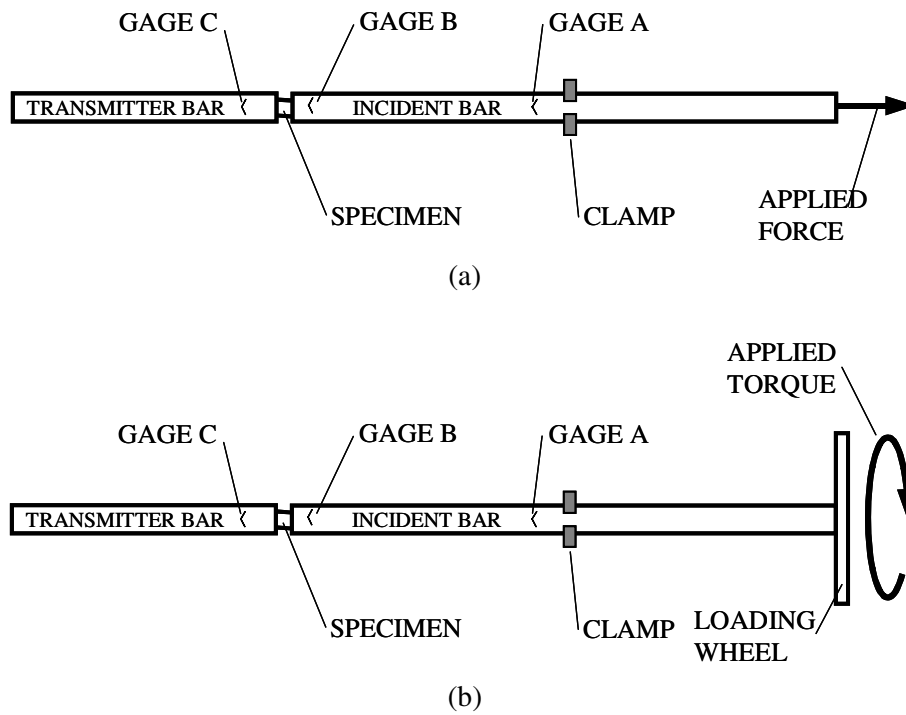 GAGE C
GAGE B
GAGE A
TRANSMITTER BAR
INCIDENT BAR
SPECIMEN
CLAMP
APPLIED
FORCE
(a)
APPLIED
TORQUE
GAGE C
GAGE B
GAGE A
TRANSMITTER BAR
INCIDENT BAR
SPECIMEN
CLAMP
LOADING
WHEEL
(b)